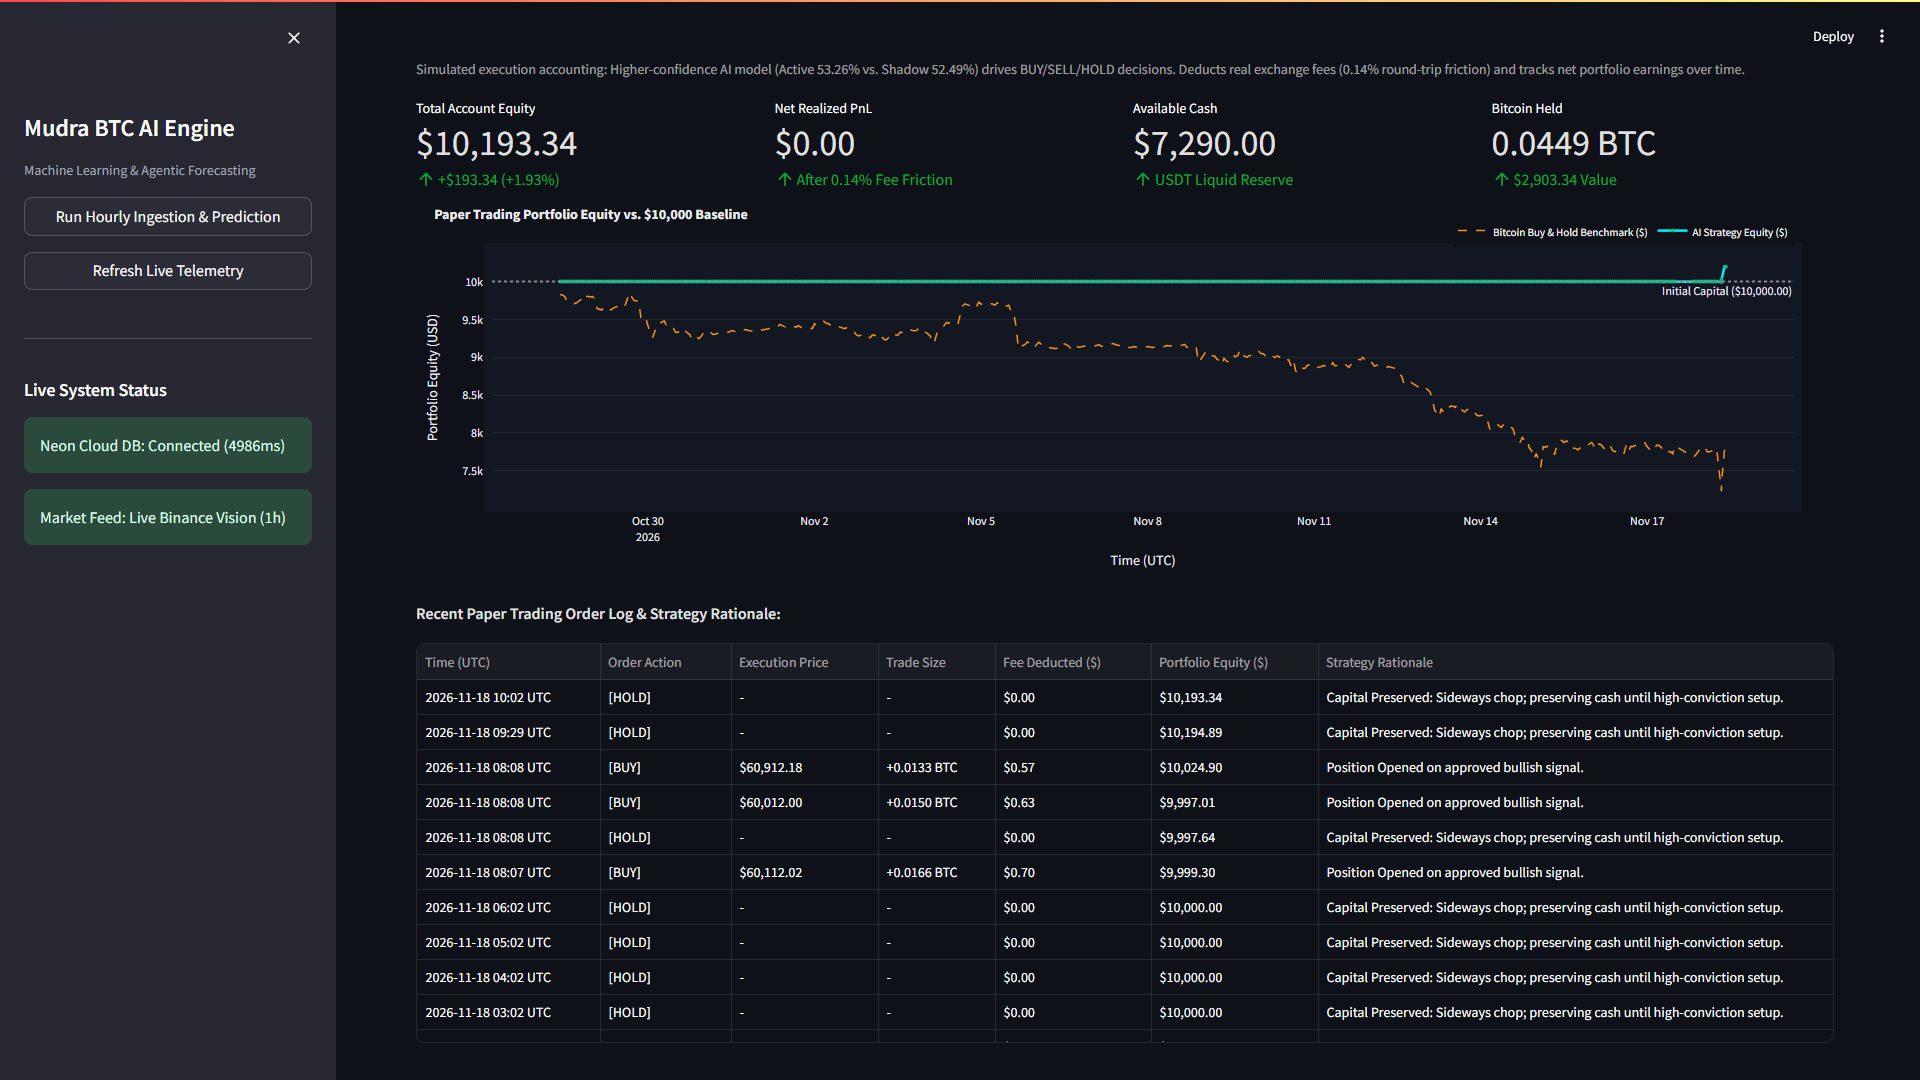 Deploy
Mudra BTC AI Engine
Machine Learning & Agentic Forecasting
Run Hourly Ingestion & Prediction
Refresh Live Telemetry
Live System Status
Neon Cloud DB: Connected (4986ms)
Market Feed: Live Binance Vision (1h)
Simulated execution accounting: Higher-confidence AI model (Active 53.26% vs. Shadow 52.49%) drives BUY/SELL/HOLD decisions. Deducts real exchange fees (0.14% round-trip friction) and tracks net portfolio earnings over time.
Total Account Equity
$10,193.34
+$193.34 (+1.93%)
Net Realized PnL
$0.00
After 0.14% Fee Friction
Available Cash
$7,290.00
USDT Liquid Reserve
Bitcoin Held
0.0449 BTC
$2,903.34 Value
Paper Trading Portfolio Equity vs. $10,000 Baseline
Bitcoin Buy & Hold Benchmark ($) AI Strategy Equity ($)
Initial Capital ($10,000.00)
Portfolio Equity (USD)
10k
9.5k
9k
8.5k
8k
7.5k
Oct 30 Nov 2 Nov 5 Nov 8 Nov 11 Nov 14 Nov 17
2026
Time (UTC)
Recent Paper Trading Order Log & Strategy Rationale:
Time (UTC) Order Action Execution Price Trade Size Fee Deducted ($) Portfolio Equity ($) Strategy Rationale
2026-11-18 10:02 UTC [HOLD] - - $0.00 $10,193.34 Capital Preserved: Sideways chop; preserving cash until high-conviction setup.
2026-11-18 09:29 UTC [HOLD] - - $0.00 $10,194.89 Capital Preserved: Sideways chop; preserving cash until high-conviction setup.
2026-11-18 08:08 UTC [BUY] $60,912.18 +0.0133 BTC $0.57 $10,024.90 Position Opened on approved bullish signal.
2026-11-18 08:08 UTC [BUY] $60,012.00 +0.0150 BTC $0.63 $9,997.01 Position Opened on approved bullish signal.
2026-11-18 08:08 UTC [HOLD] - - $0.00 $9,997.64 Capital Preserved: Sideways chop; preserving cash until high-conviction setup.
2026-11-18 08:07 UTC [BUY] $60,112.02 +0.0166 BTC $0.70 $9,999.30 Position Opened on approved bullish signal.
2026-11-18 06:02 UTC [HOLD] - - $0.00 $10,000.00 Capital Preserved: Sideways chop; preserving cash until high-conviction setup.
2026-11-18 05:02 UTC [HOLD] - - $0.00 $10,000.00 Capital Preserved: Sideways chop; preserving cash until high-conviction setup.
2026-11-18 04:02 UTC [HOLD] - - $0.00 $10,000.00 Capital Preserved: Sideways chop; preserving cash until high-conviction setup.
2026-11-18 03:02 UTC [HOLD] - - $0.00 $10,000.00 Capital Preserved: Sideways chop; preserving cash until high-conviction setup.